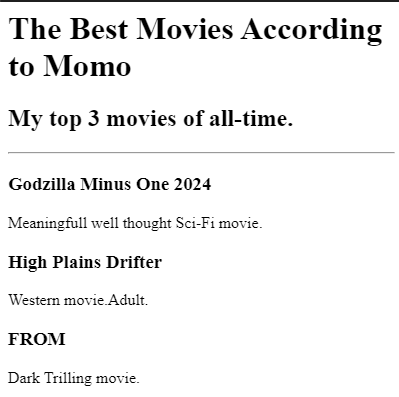 The Best Movies According
to Momo
My top 3 movies of all-time.
Godzilla Minus One 2024
Meaningfull well thought Sci-Fi movie.
High Plains Drifter
Western movie.Adult.
FROM
Dark Trilling movie.